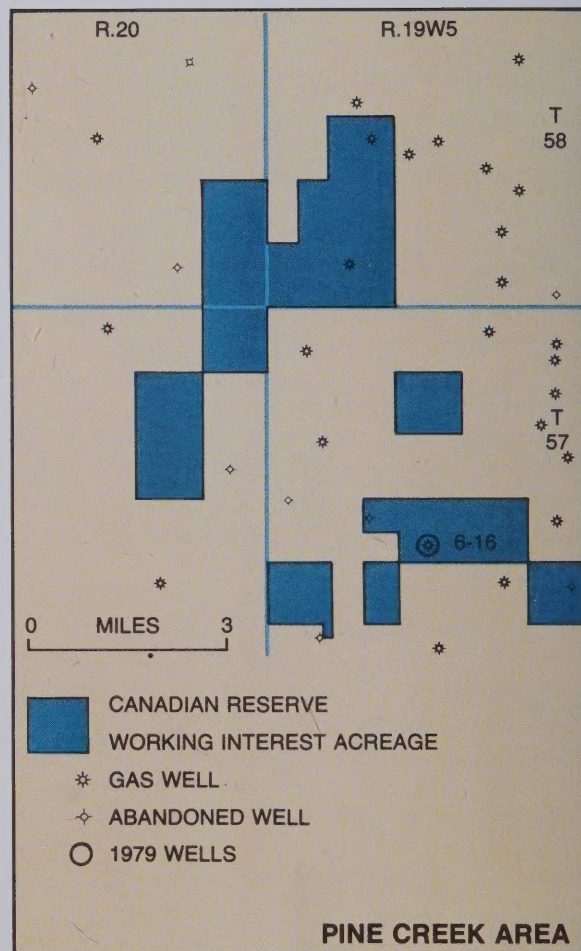 R.20 R.19W5
T
58
T
57
6-16
0 MILES 3
CANADIAN RESERVE
WORKING INTEREST ACREAGE
GAS WELL
ABANDONED WELL
1979 WELLS
PINE CREEK AREA